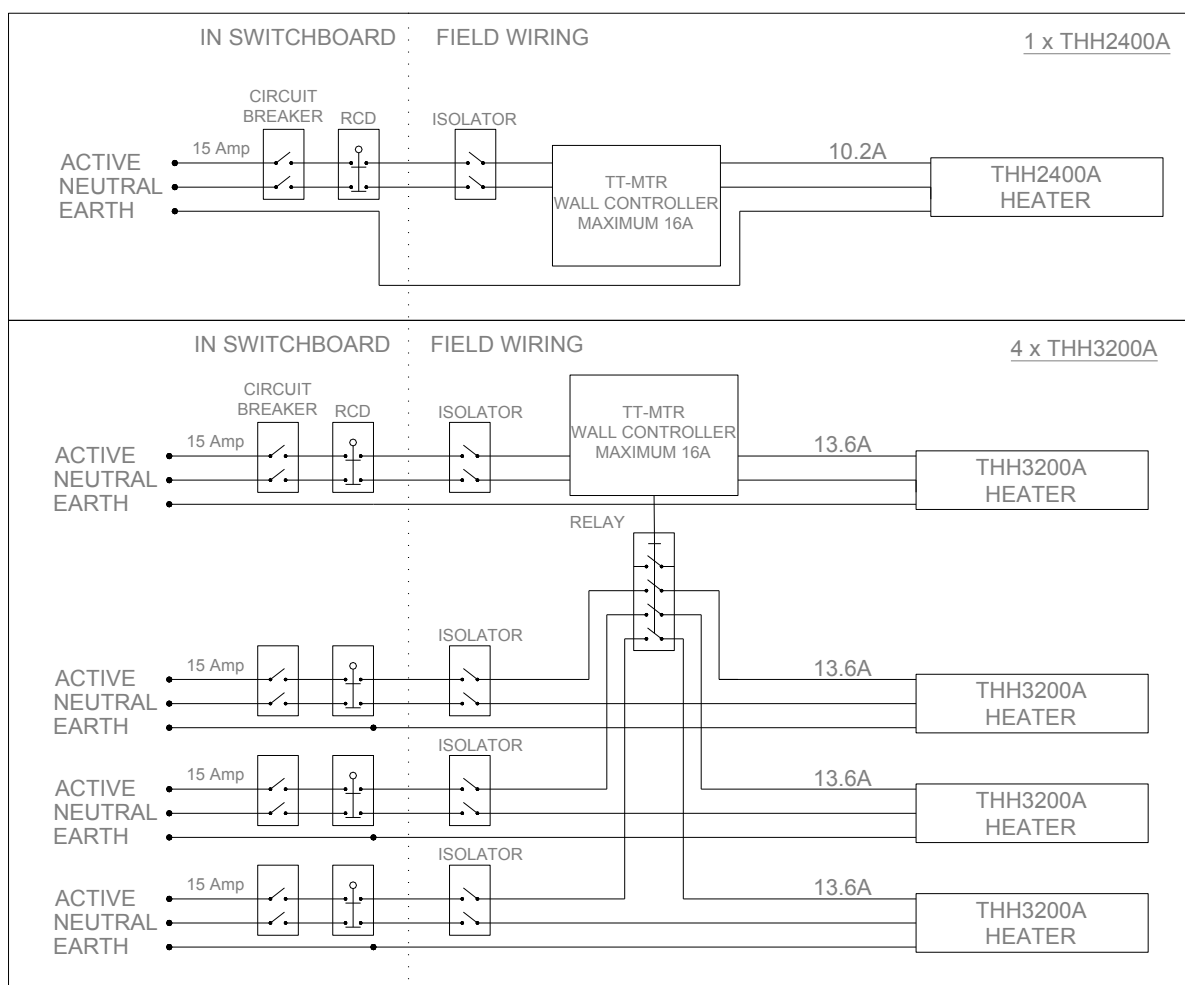 IN SWITCHBOARD
FIELD WIRING
1 x THH2400A
CIRCUIT
BREAKER
RCD
ISOLATOR
15 Amp
ACTIVE
NEUTRAL
EARTH
TT-MTR
WALL CONTROLLER
MAXIMUM 16A
10.2A
THH2400A
HEATER
IN SWITCHBOARD
FIELD WIRING
4 x THH3200A
CIRCUIT
BREAKER
RCD
ISOLATOR
15 Amp
ACTIVE
NEUTRAL
EARTH
TT-MTR
WALL CONTROLLER
MAXIMUM 16A
13.6A
THH3200A
HEATER
RELAY
ISOLATOR
15 Amp
ACTIVE
NEUTRAL
EARTH
13.6A
THH3200A
HEATER
ISOLATOR
15 Amp
ACTIVE
NEUTRAL
EARTH
13.6A
THH3200A
HEATER
ISOLATOR
15 Amp
ACTIVE
NEUTRAL
EARTH
13.6A
THH3200A
HEATER